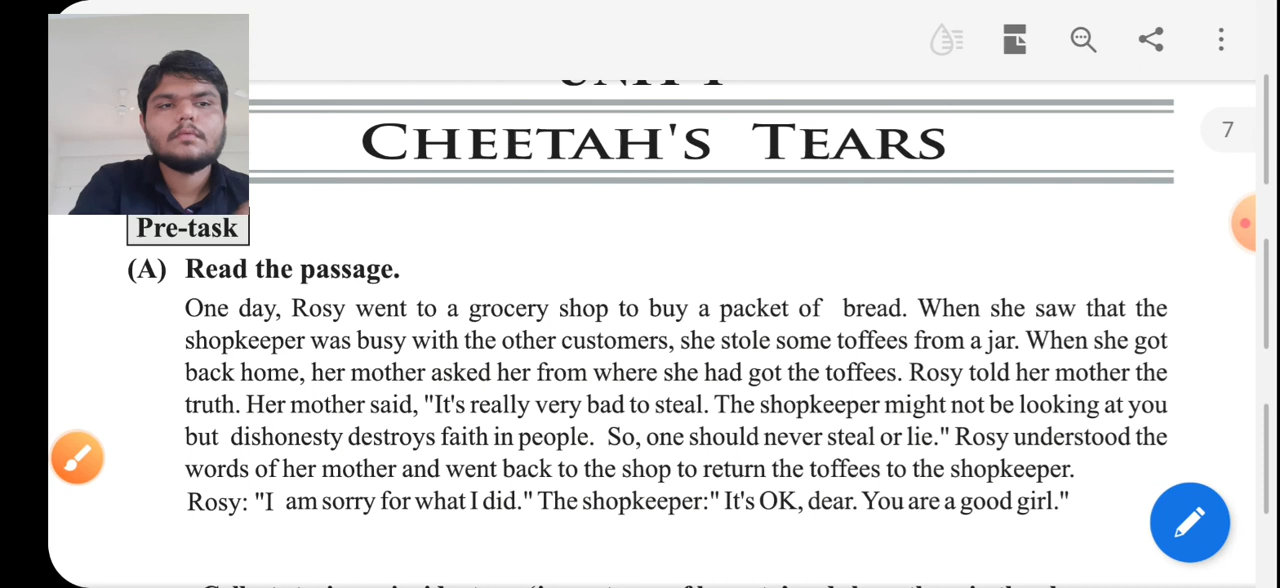 CHEETAH'S TEARS
7
Pre-task
(A) Read the passage.
One day, Rosy went to a grocery shop to buy a packet of bread. When she saw that the
shopkeeper was busy with the other customers, she stole some toffees from a jar. When she got
back home, her mother asked her from where she had got the toffees. Rosy told her mother the
truth. Her mother said, "It's really very bad to steal. The shopkeeper might not be looking at you
but dishonesty destroys faith in people. So, one should never steal or lie." Rosy understood the
words of her mother and went back to the shop to return the toffees to the shopkeeper.
Rosy: "I am sorry for what I did." The shopkeeper:" It's OK, dear. You are a good girl."